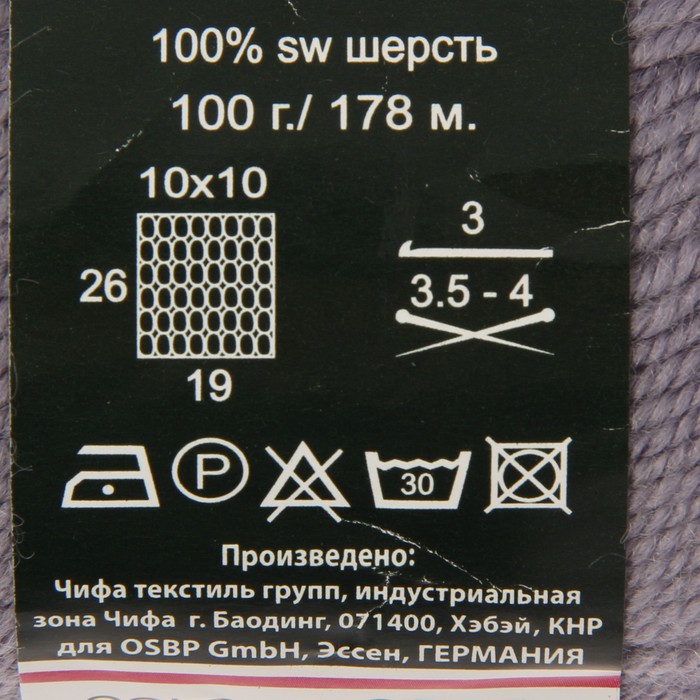 100% sw шерсть
100 г./ 178 м.
10x10
3
26
3.5 - 4
19
P
30
Произведено:
Чифа текстиль групп, индустриальная
зона Чифа г. Баодинг, 071400, Хэбэй, КНР
для OSBP GmbH, Эссен, ГЕРМАНИЯ